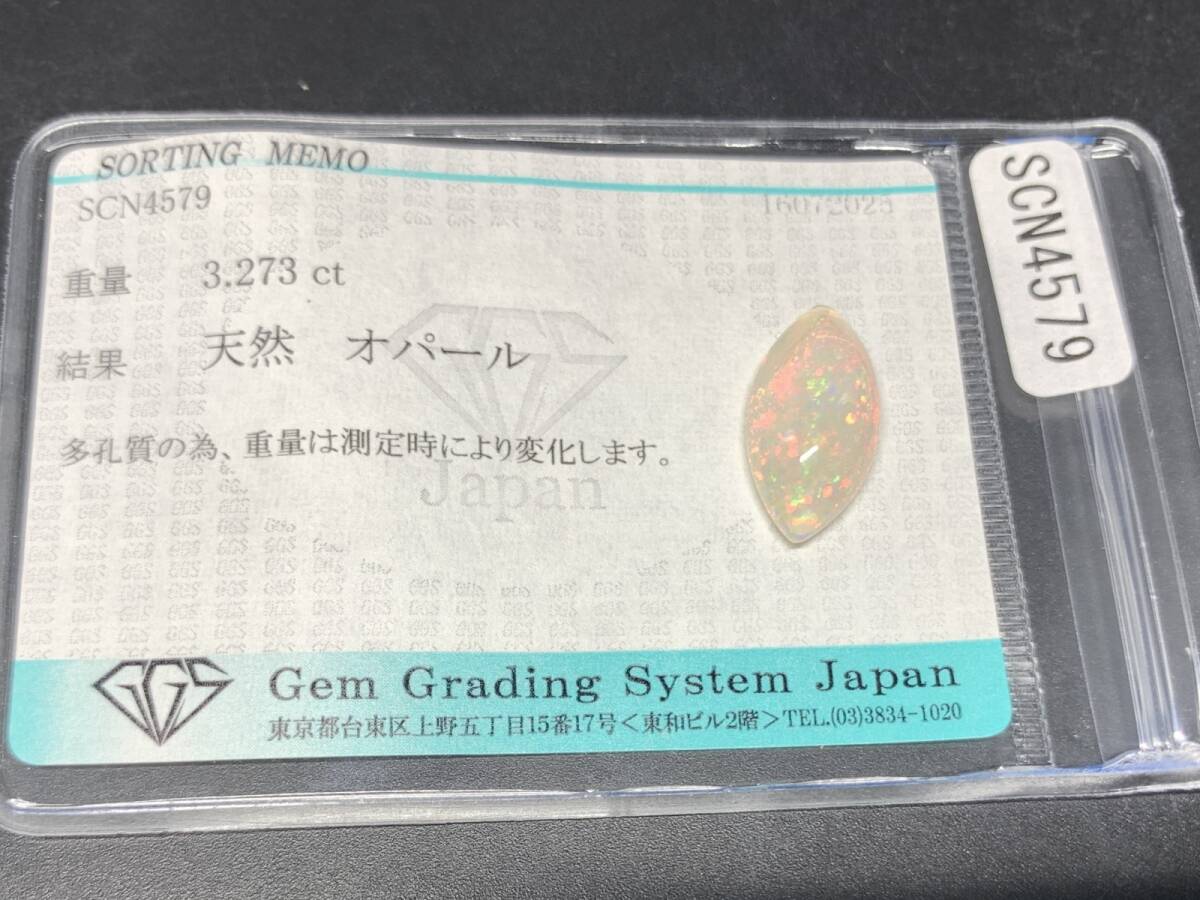 SORTING MEMO
SCN4579
16072025
重量 3.273 ct
結果 天然 オパール
多孔質の為、重量は測定時により変化します。
Japan
GGS Gem Grading System Japan
東京都台東区上野五丁目15番17号<東和ビル2階>TEL.(03)3834-1020
SCN4579